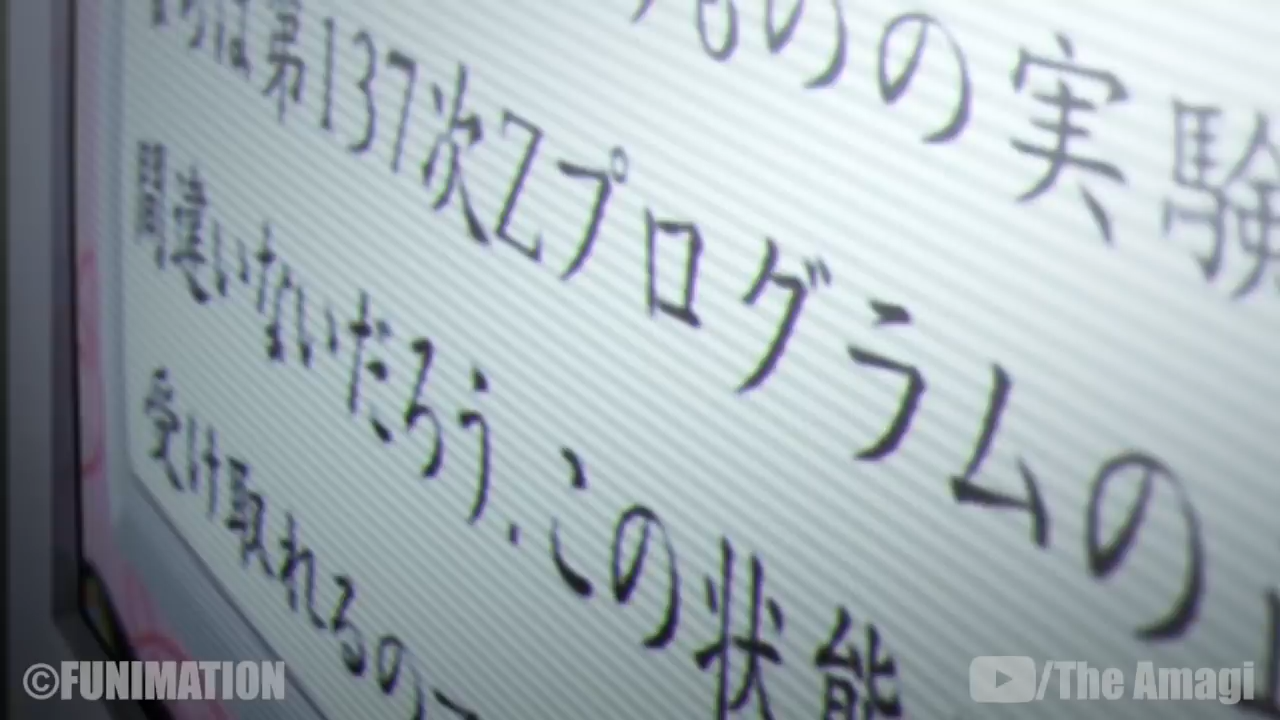 ものの実験
は第137次Zプログラムの
間違いないだろう.この状態
受け取れるの
©FUNIMATION
/The Amagi